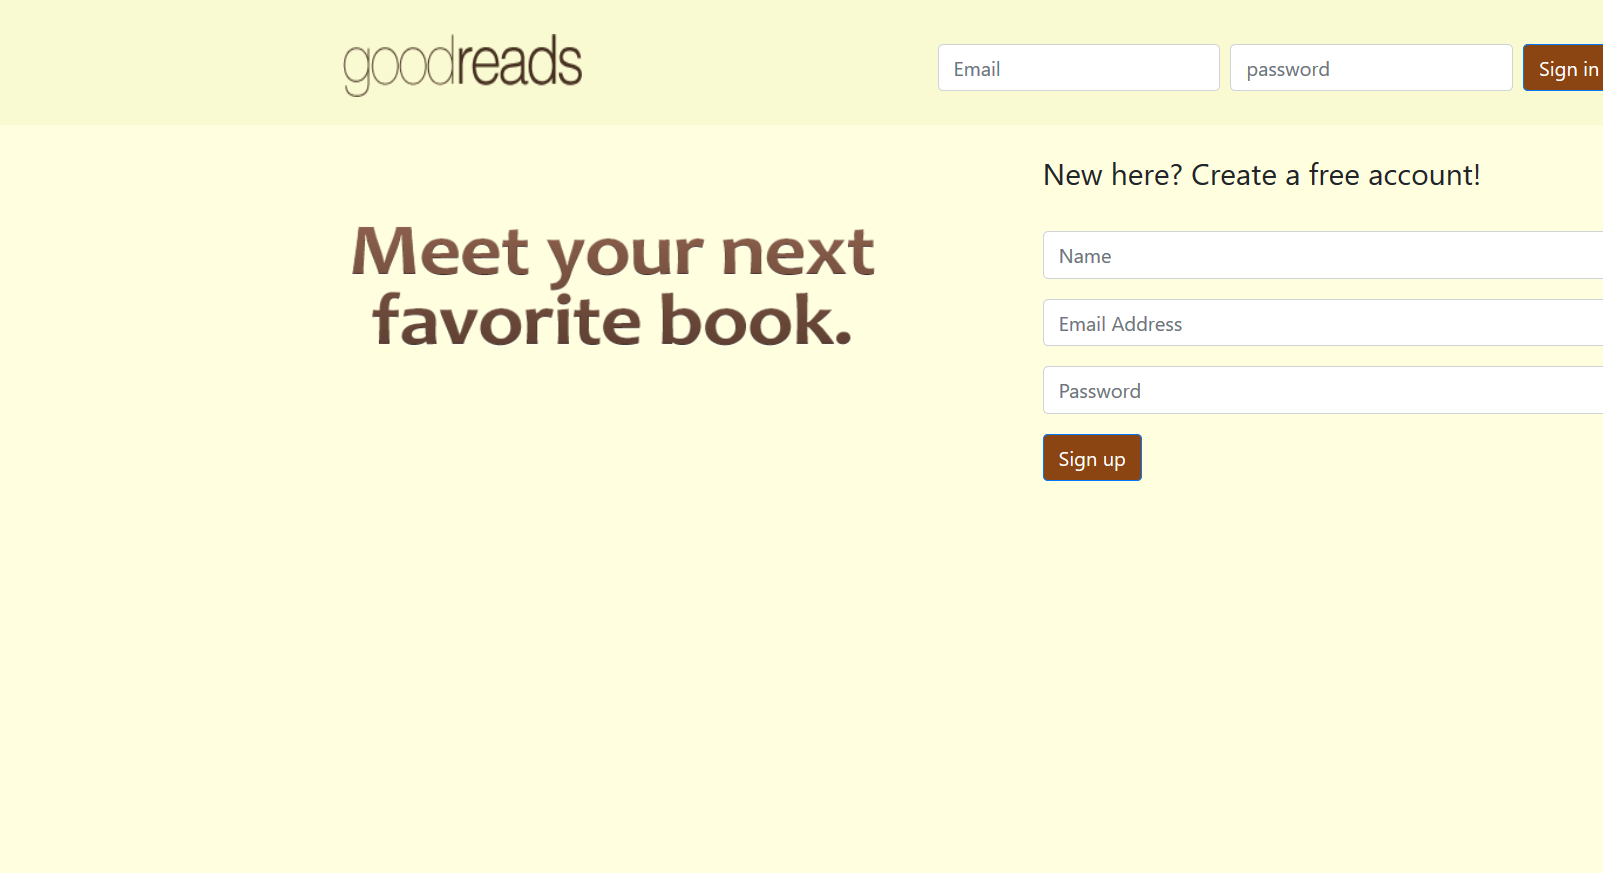 goodreads
Email
password
Sign in
New here? Create a free account!
Meet your next
favorite book.
Name
Email Address
Password
Sign up